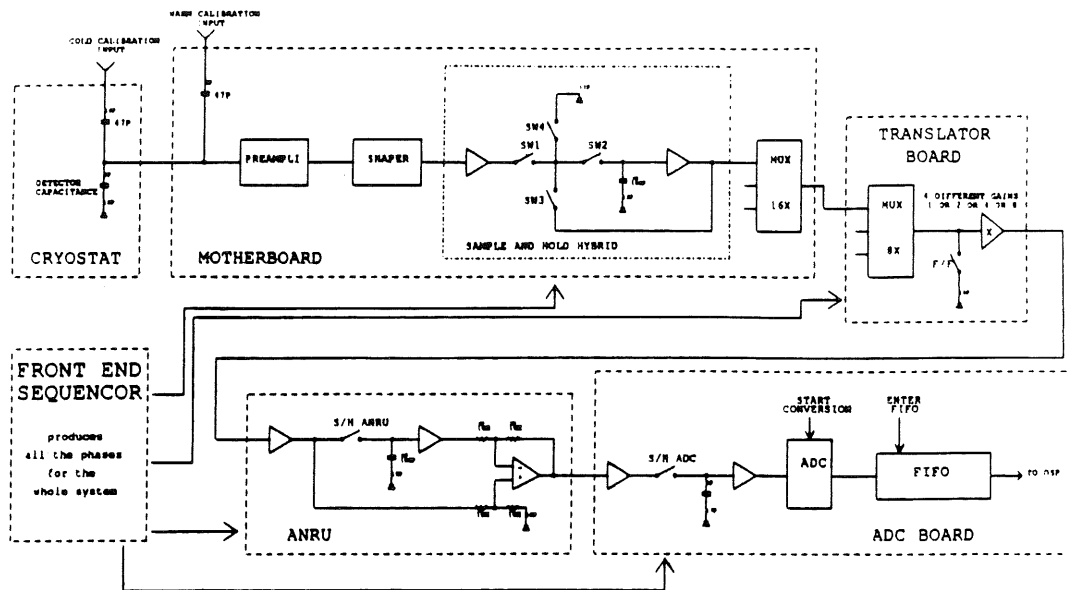 WARM CALIBRATION
INPUT
COLD CALIBRATION
INPUT
47P
47P
PREAMPLI
SHAPER
SW4
SW1
SW2
SW3
SAMPLE AND HOLD HYBRID
MUX
16X
DETECTOR
CAPACITANCE
CRYOSTAT
MOTHERBOARD
TRANSLATOR
BOARD
4 DIFFERENT GAINS
1 OR 2 OR 4 OR 8
MUX
8X
F/F
X
FRONT END
SEQUENCOR
produces
all the phases
for the
whole system
S/H ANRU
ANRU
S/H ADC
START
CONVERSION
ADC
ENTER
FIFO
FIFO
TO DSP
ADC BOARD